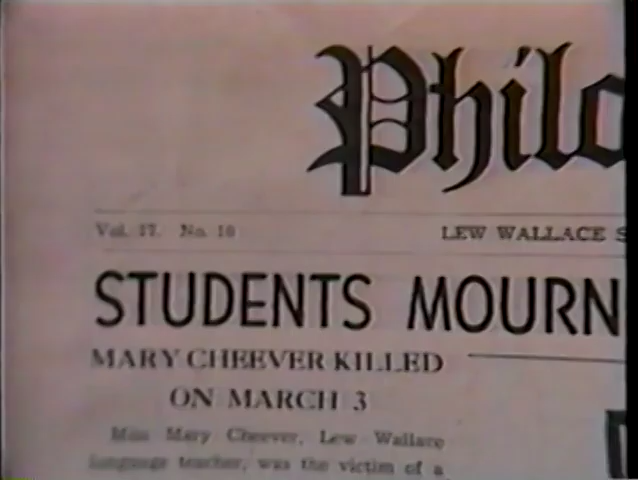 Philo
Vol. 17. No. 10
LEW WALLACE S
STUDENTS MOURN
MARY CHEEVER KILLED
ON MARCH 3
Miss Mary Cheever, Lew Wallace
language teacher, was the victim of a